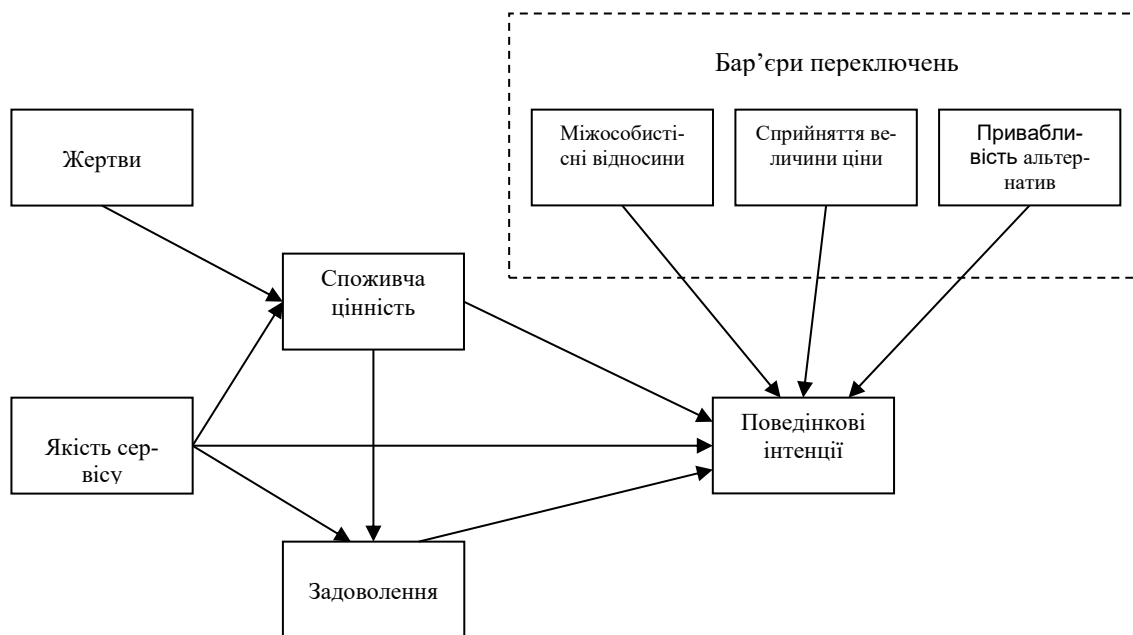 Бар’єри переключень
Жертви
Міжособисті-
сні відносини
Сприйняття ве-
личини ціни
Привабли-
вість альтер-
натив
Споживча
цінність
Якість сер-
вісу
Поведінкові
інтенції
Задоволення